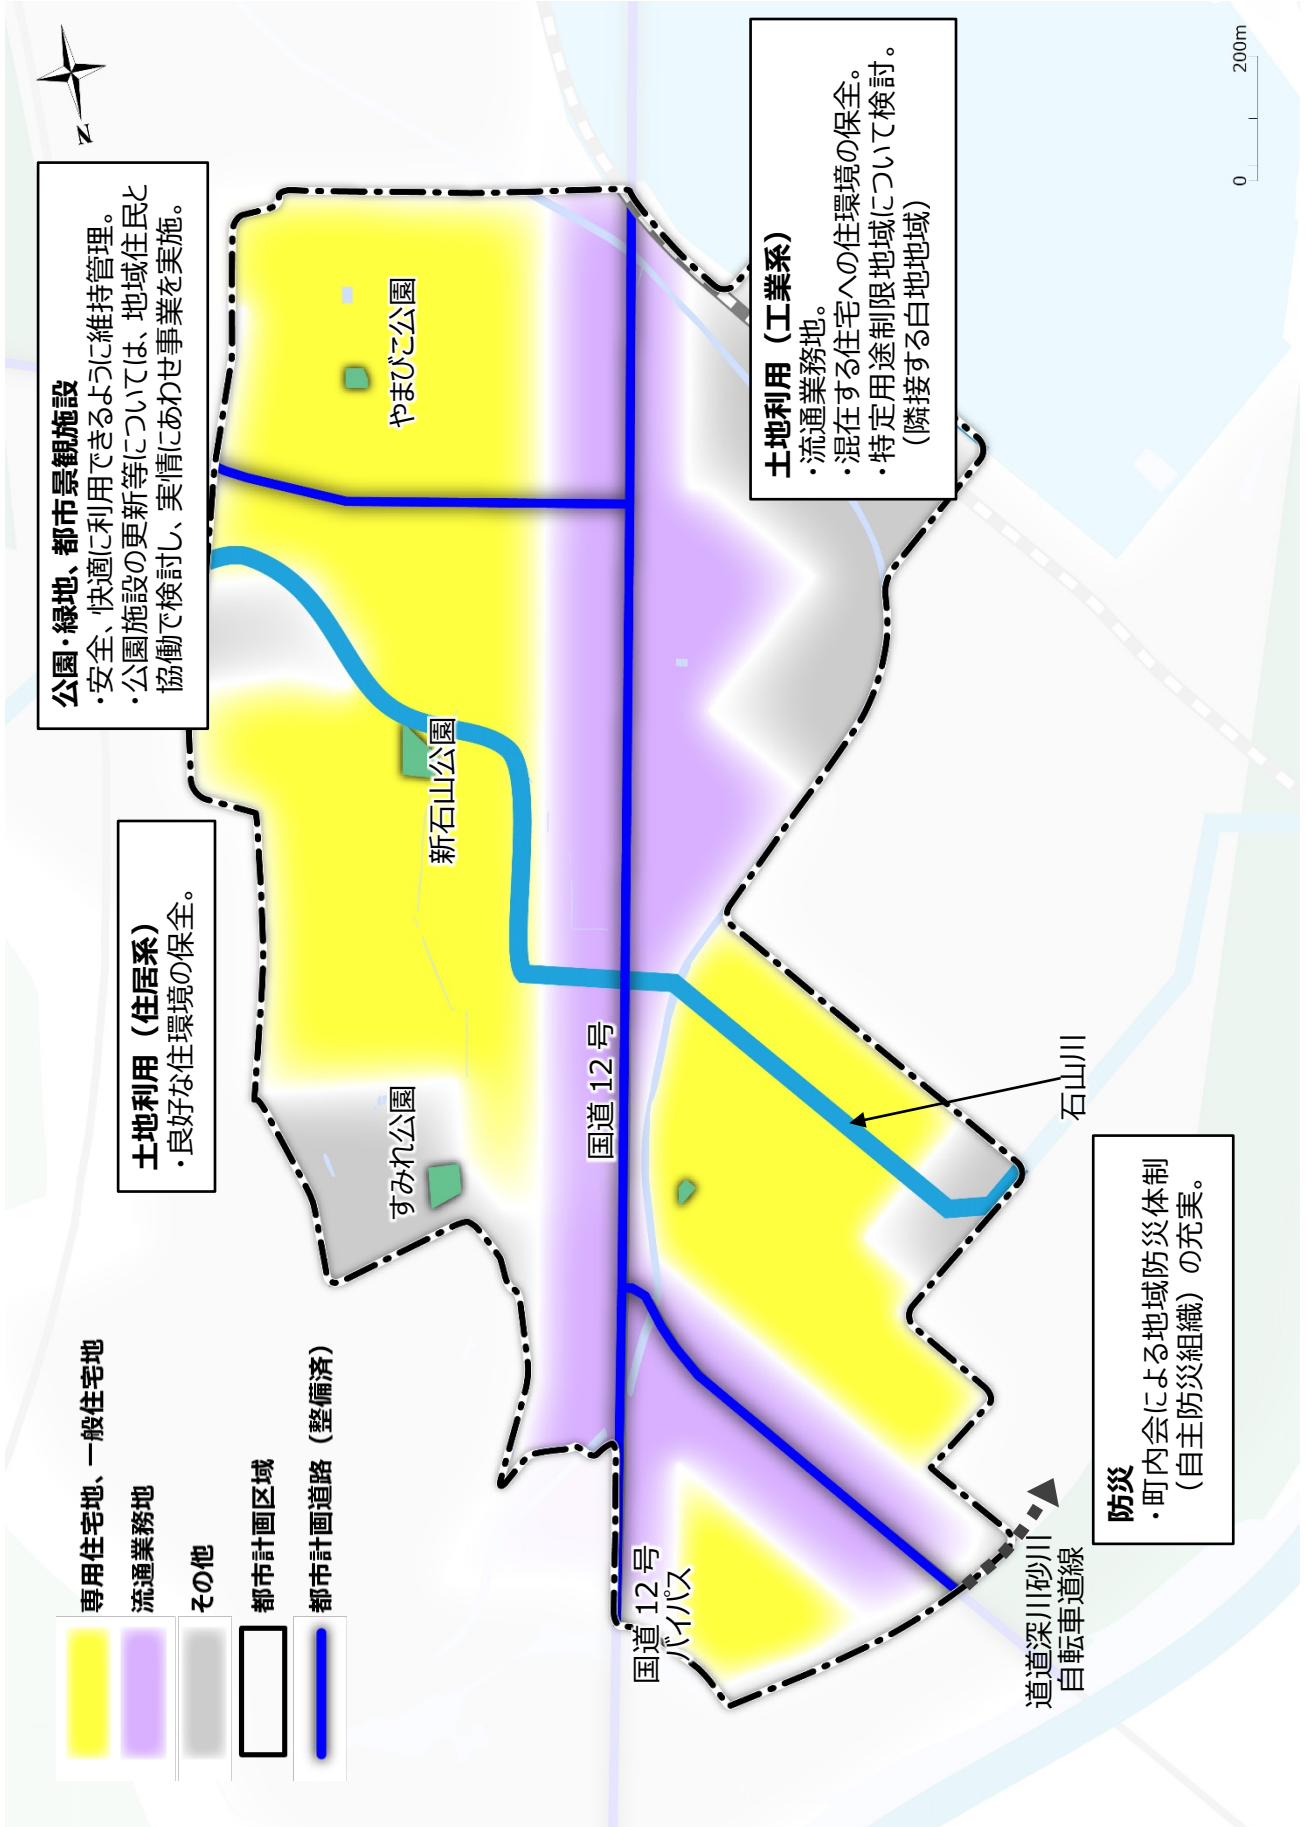 専用住宅地、一般住宅地
流通業務地
その他
都市計画区域
都市計画道路（整備済）
土地利用（住居系）
・良好な住環境の保全。
公園・緑地、都市景観施設
・安全、快適に利用できるように維持管理。
・公園施設の更新等については、地域住民と
協働で検討し、実情にあわせ事業を実施。
N
すみれ公園
新石山公園
やまびこ公園
国道 12 号
国道 12 号
バイパス
土地利用（工業系）
・流通業務地。
・混在する住宅への住環境の保全。
・特定用途制限地域について検討。
（隣接する白地地域）
道道深川砂川
自転車道線
石山川
防災
・町内会による地域防災体制
（自主防災組織）の充実。
0
200m